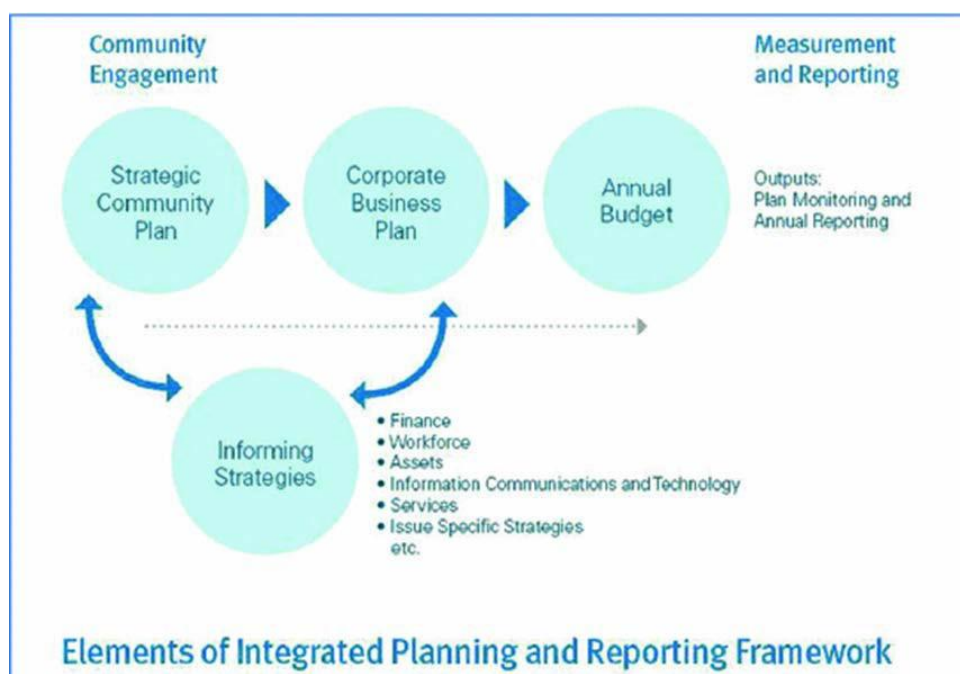 Community
Engagement
Measurement
and Reporting
Strategic
Community
Plan
Corporate
Business
Plan
Annual
Budget
Outputs:
Plan Monitoring and
Annual Reporting
Informing
Strategies
• Finance
• Workforce
• Assets
• Information Communications and Technology
• Services
• Issue Specific Strategies
etc.
Elements of Integrated Planning and Reporting Framework